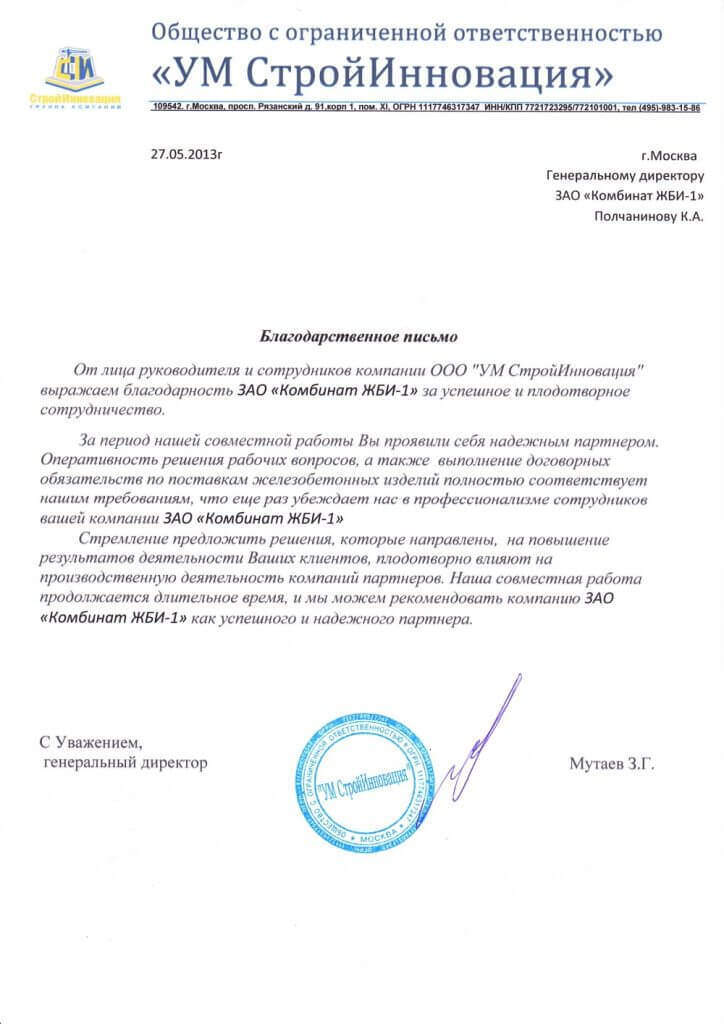 Общество с ограниченной ответственностью
«УМ СтройИнновация»
СИ
СтройИнновация
ГРУППА КОМПАНИЙ
109542. г.Москва, просп. Рязанский д. 91,корп 1, пом. XI, ОГРН 1117746317347 ИНН/КПП 7721723295/772101001, тел (495)-983-15-86
27.05.2013г
г.Москва
Генеральному директору
ЗАО «Комбинат ЖБИ-1»
Полчанинову К.А.
Благодарственное письмо
От лица руководителя и сотрудников компании ООО "УМ СтройИнновация"
выражаем благодарность ЗАО «Комбинат ЖБИ-1» за успешное и плодотворное
сотрудничество.
За период нашей совместной работы Вы проявили себя надежным партнером.
Оперативность решения рабочих вопросов, а также выполнение договорных
обязательств по поставкам железобетонных изделий полностью соответствует
нашим требованиям, что еще раз убеждает нас в профессионализме сотрудников
вашей компании ЗАО «Комбинат ЖБИ-1»
Стремление предложить решения, которые направлены, на повышение
результатов деятельности Ваших клиентов, плодотворно влияют на
производственную деятельность компаний партнеров. Наша совместная работа
продолжается длительное время, и мы можем рекомендовать компанию ЗАО
«Комбинат ЖБИ-1» как успешного и надежного партнера.
С Уважением,
генеральный директор
Мутаев З.Г.
ОБЩЕСТВО С ОГРАНИЧЕННОЙ ОТВЕТСТВЕННОСТЬЮ * ОГРН 1117746317347
"УМ СтройИнновация"
* МОСКВА *